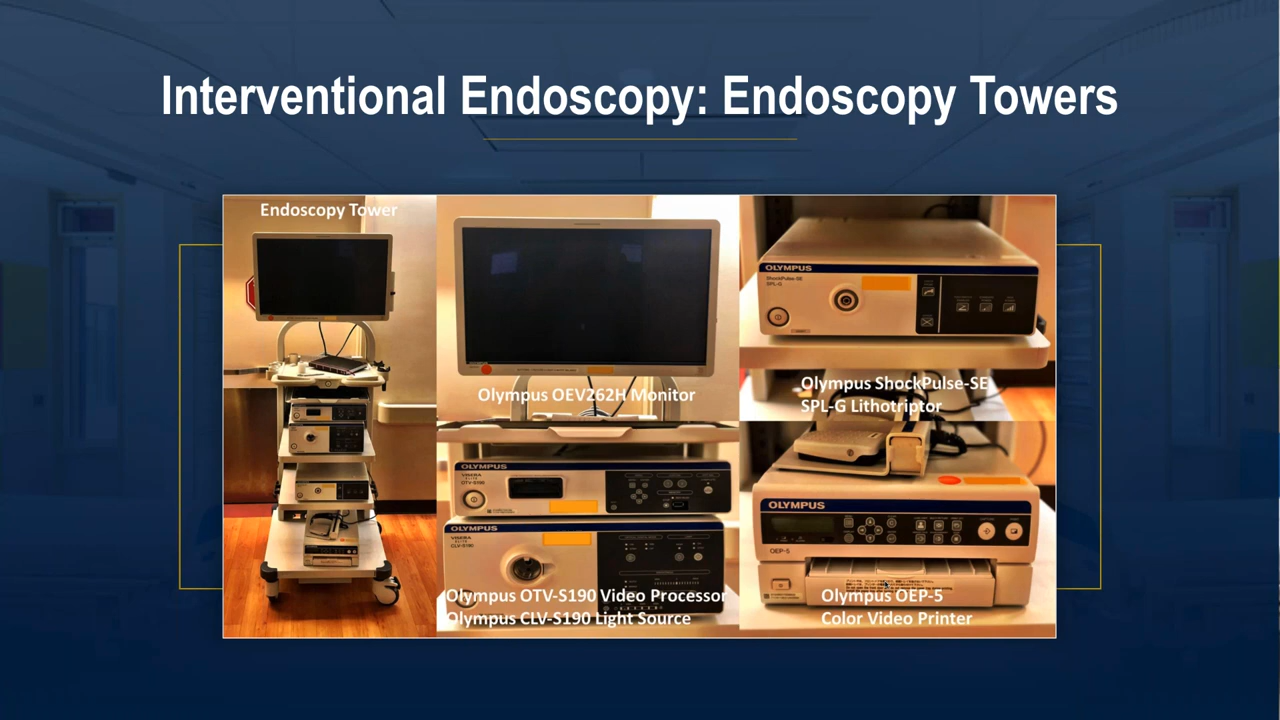 Interventional Endoscopy: Endoscopy Towers
Endoscopy Tower
Olympus OEV262H Monitor
OLYMPUS
VISERA
ELITE
OTV-S190
OLYMPUS
CLV-S190
Olympus OTV-S190 Video Processor
Olympus CLV-S190 Light Source
OLYMPUS
ShockPulse-SE
SPL-G
Olympus ShockPulse-SE
SPL-G Lithotriptor
OLYMPUS
OEP-5
Olympus OEP-5
Color Video Printer